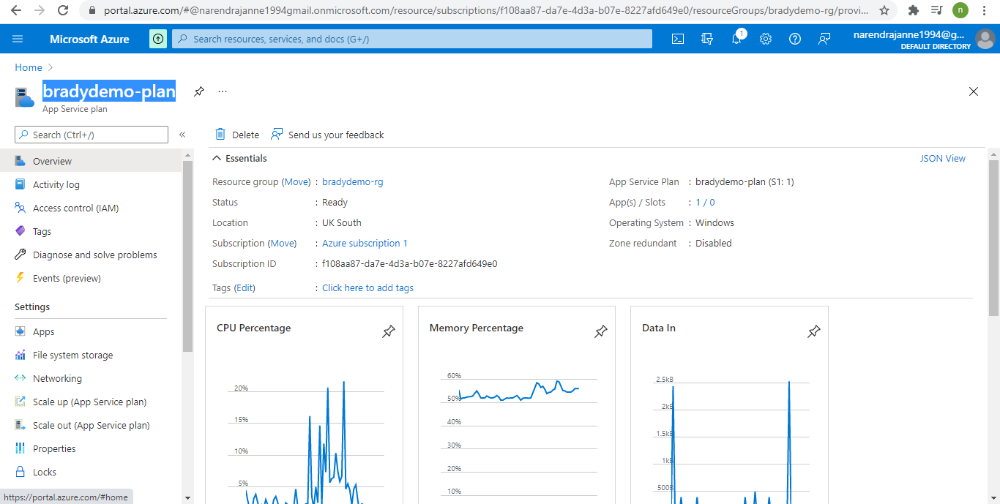 portal.azure.com/#@narendrajanne1994gmail.onmicrosoft.com/resource/subscriptions/f108aa87-da7e-4d3a-b07e-8227afd649e0/resourceGroups/bradydemo-rg/provi...
n
Microsoft Azure
Search resources, services, and docs (G+/)
1
narendrajanne1994@g...
DEFAULT DIRECTORY
Home
bradydemo-plan
...
App Service plan
Search (Ctrl+/)
«
Delete
Send us your feedback
Overview
Activity log
Access control (IAM)
Tags
Diagnose and solve problems
Events (preview)
Settings
Apps
File system storage
Networking
Scale up (App Service plan)
Scale out (App Service plan)
Properties
Locks
https://portal.azure.com/#home
Essentials
JSON View
Resource group (Move) : bradydemo-rg
Status : Ready
Location : UK South
Subscription (Move) : Azure subscription 1
Subscription ID : f108aa87-da7e-4d3a-b07e-8227afd649e0
Tags (Edit) : Click here to add tags
App Service Plan : bradydemo-plan (S1: 1)
App(s) / Slots : 1 / 0
Operating System : Windows
Zone redundant : Disabled
CPU Percentage
20%
15%
10%
5%
Memory Percentage
60%
50%
40%
30%
20%
10%
Data In
2.5kB
2kB
1.5kB
1kB
500B